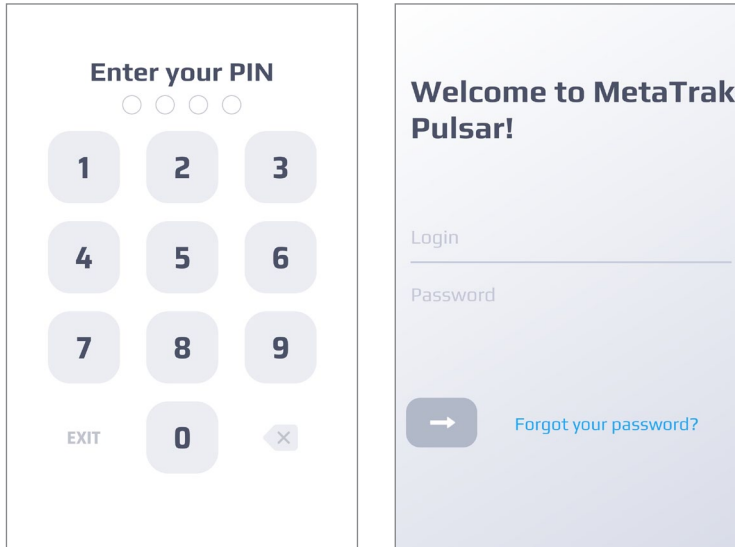 Enter your PIN
1 2 3
4 5 6
7 8 9
EXIT 0
Welcome to MetaTrak
Pulsar!
Login
Password
Forgot your password?